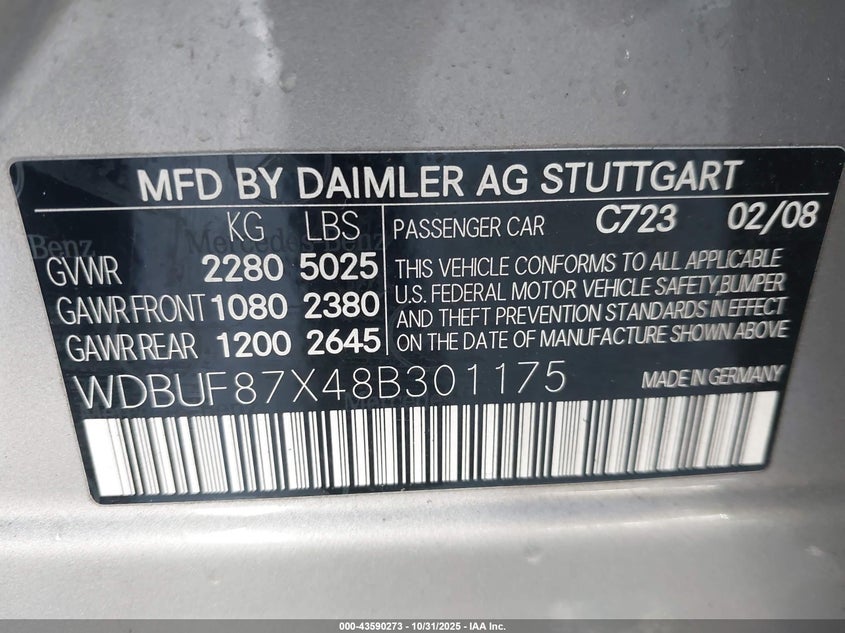 MFD BY DAIMLER AG STUTTGART
KG LBS
GVWR 2280 5025
GAWR FRONT 1080 2380
GAWR REAR 1200 2645
PASSENGER CAR C723 02/08
THIS VEHICLE CONFORMS TO ALL APPLICABLE
U.S. FEDERAL MOTOR VEHICLE SAFETY,BUMPER
AND THEFT PREVENTION STANDARDS IN EFFECT
ON THE DATE OF MANUFACTURE SHOWN ABOVE
WDBUF87X48B301175
MADE IN GERMANY
Benz
Mercedes-Benz
000-43590273 - 10/31/2025 - IAA Inc.